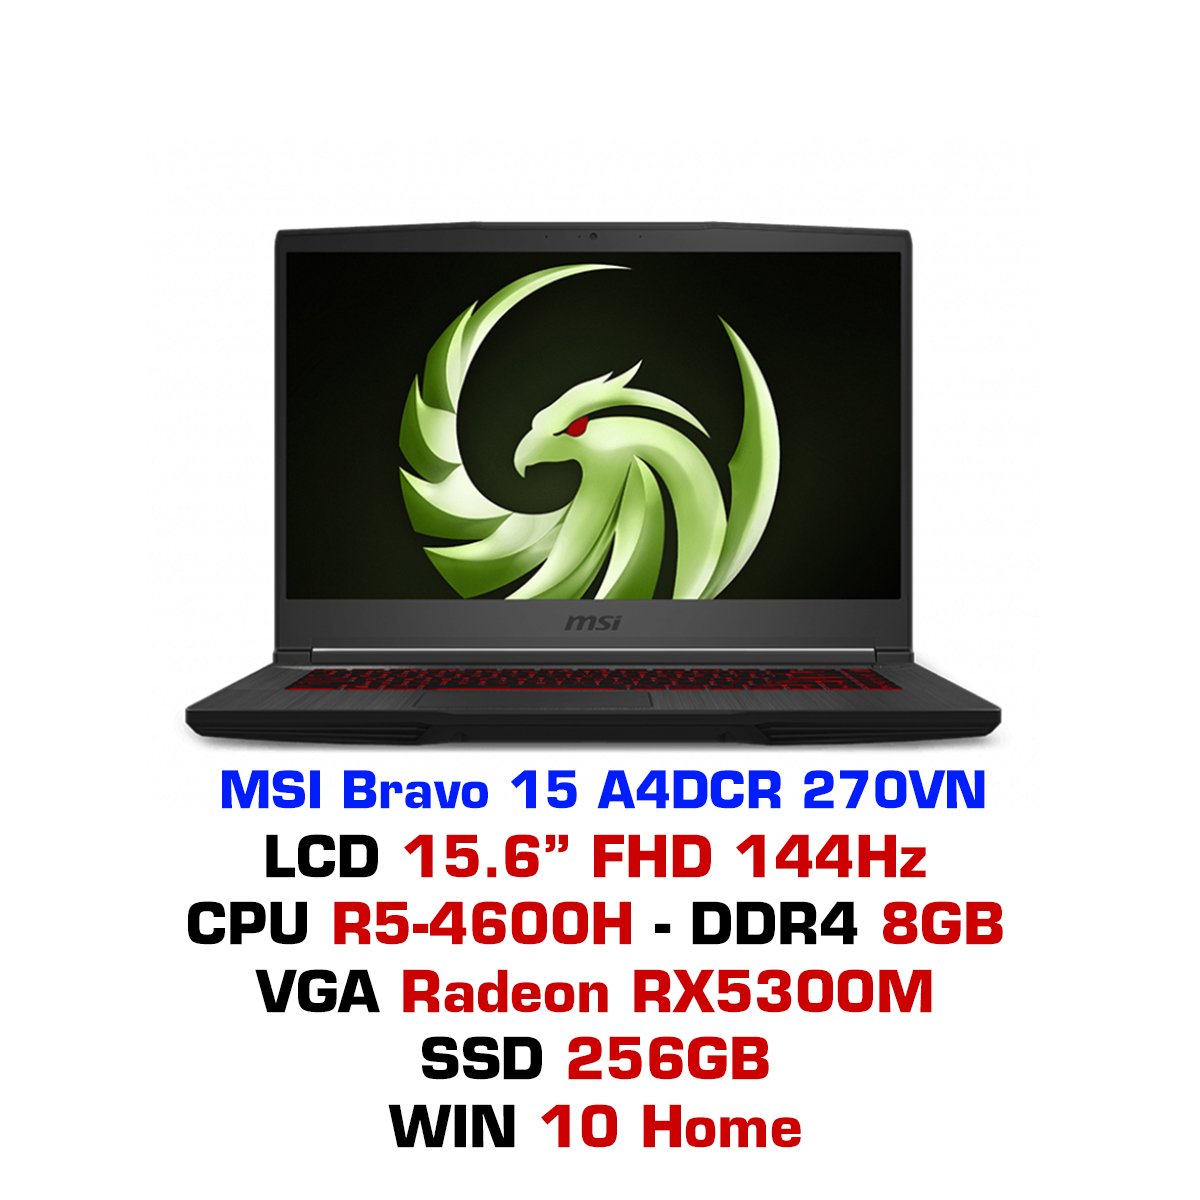 msi
MSI Bravo 15 A4DCR 270VN
LCD 15.6” FHD 144Hz
CPU R5-4600H - DDR4 8GB
VGA Radeon RX5300M
SSD 256GB
WIN 10 Home